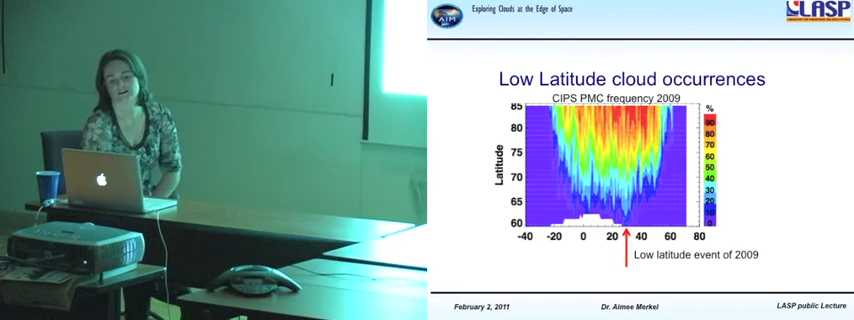 AIM
Exploring Clouds at the Edge of Space
LASP
Low Latitude cloud occurrences
CIPS PMC frequency 2009
%
85
80
75
70
65
60
Latitude
90
80
70
60
50
40
30
20
10
0
-40 -20 0 20 40 60 80
Low latitude event of 2009
February 2, 2011 Dr. Aimee Merkel LASP public Lecture